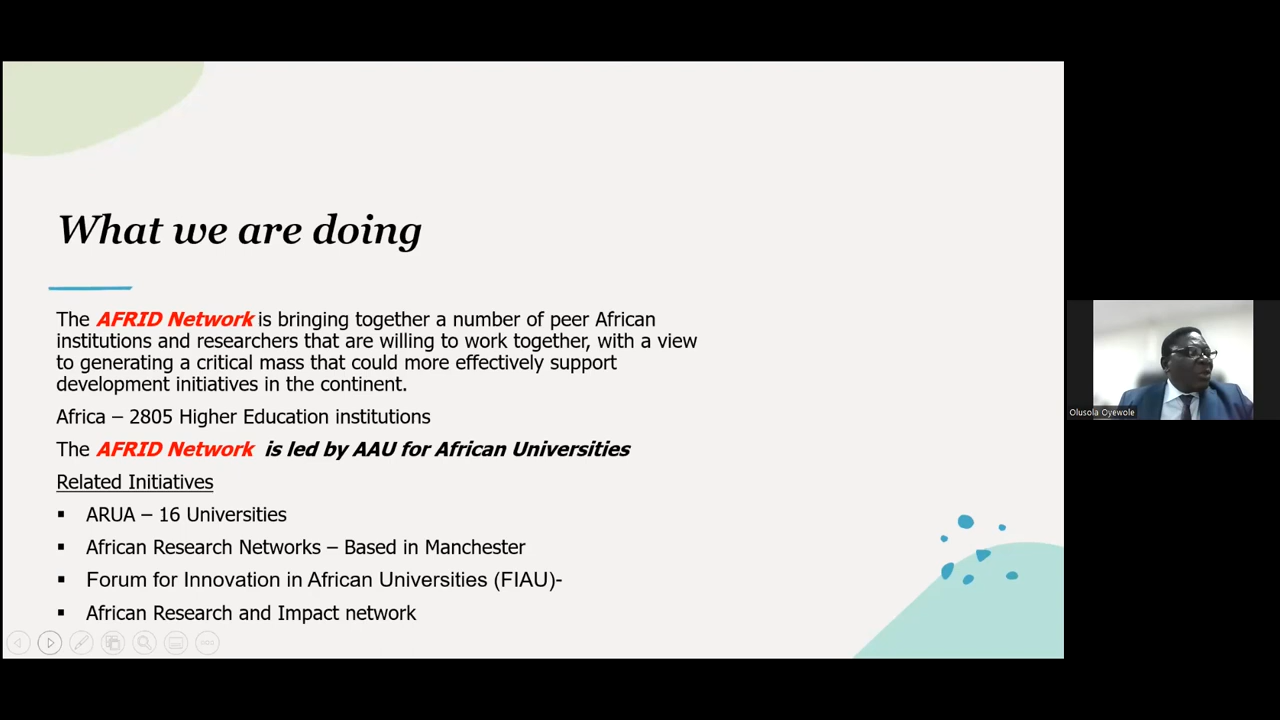 What we are doing
The AFRID Network is bringing together a number of peer African
institutions and researchers that are willing to work together, with a view
to generating a critical mass that could more effectively support
development initiatives in the continent.
Africa – 2805 Higher Education institutions
The AFRID Network is led by AAU for African Universities
Related Initiatives
▪ ARUA – 16 Universities
▪ African Research Networks – Based in Manchester
▪ Forum for Innovation in African Universities (FIAU)-
▪ African Research and Impact network
Olusola Oyewole